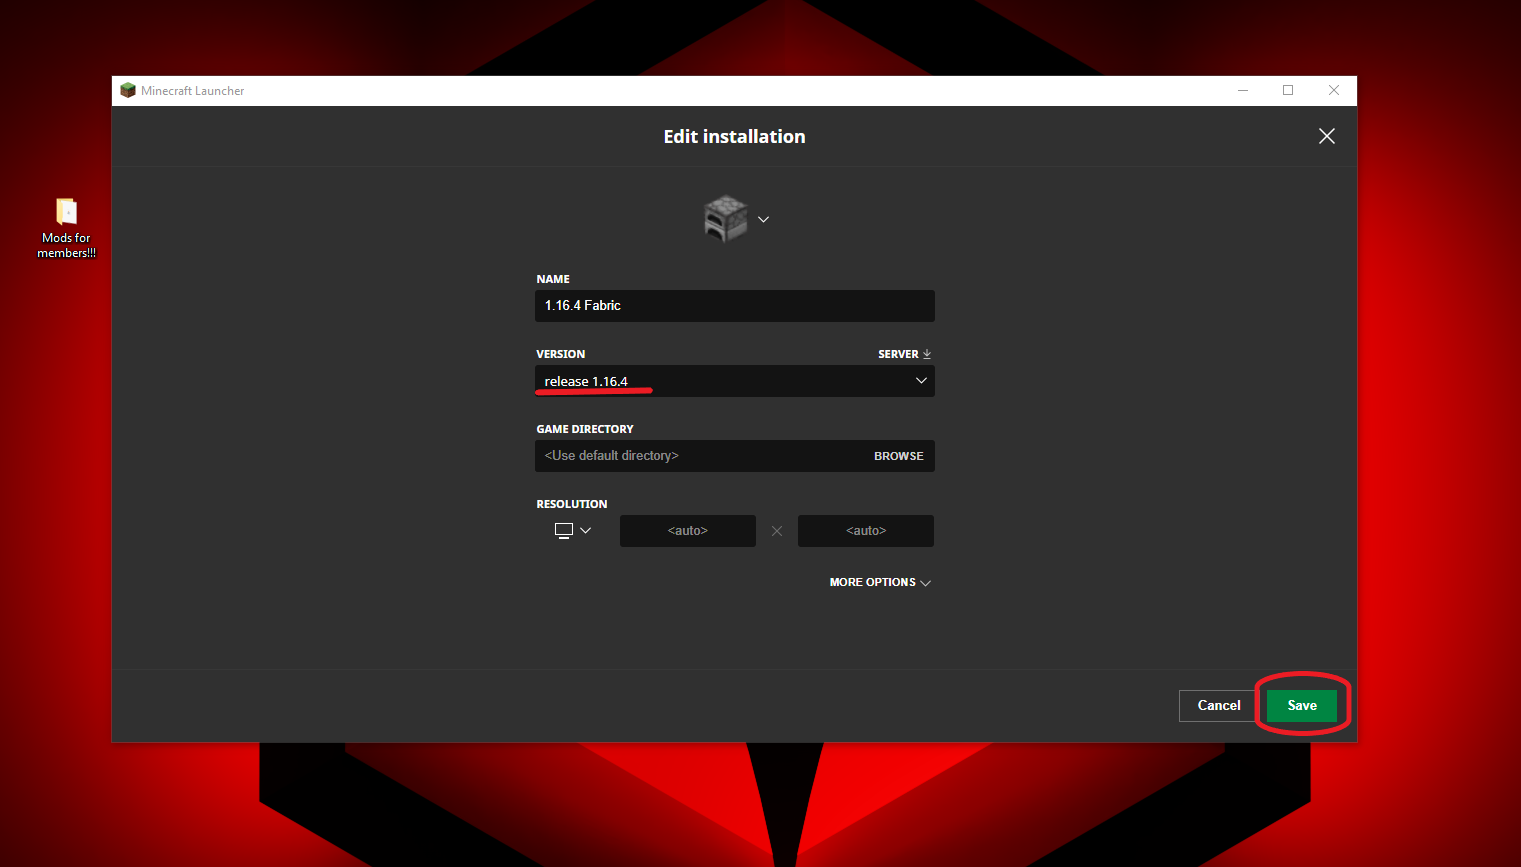 Minecraft Launcher
Edit installation
Mods for
members!!!
NAME
1.16.4 Fabric
VERSION
SERVER
release 1.16.4
GAME DIRECTORY
<Use default directory>
BROWSE
RESOLUTION
<auto>
<auto>
MORE OPTIONS
Cancel
Save